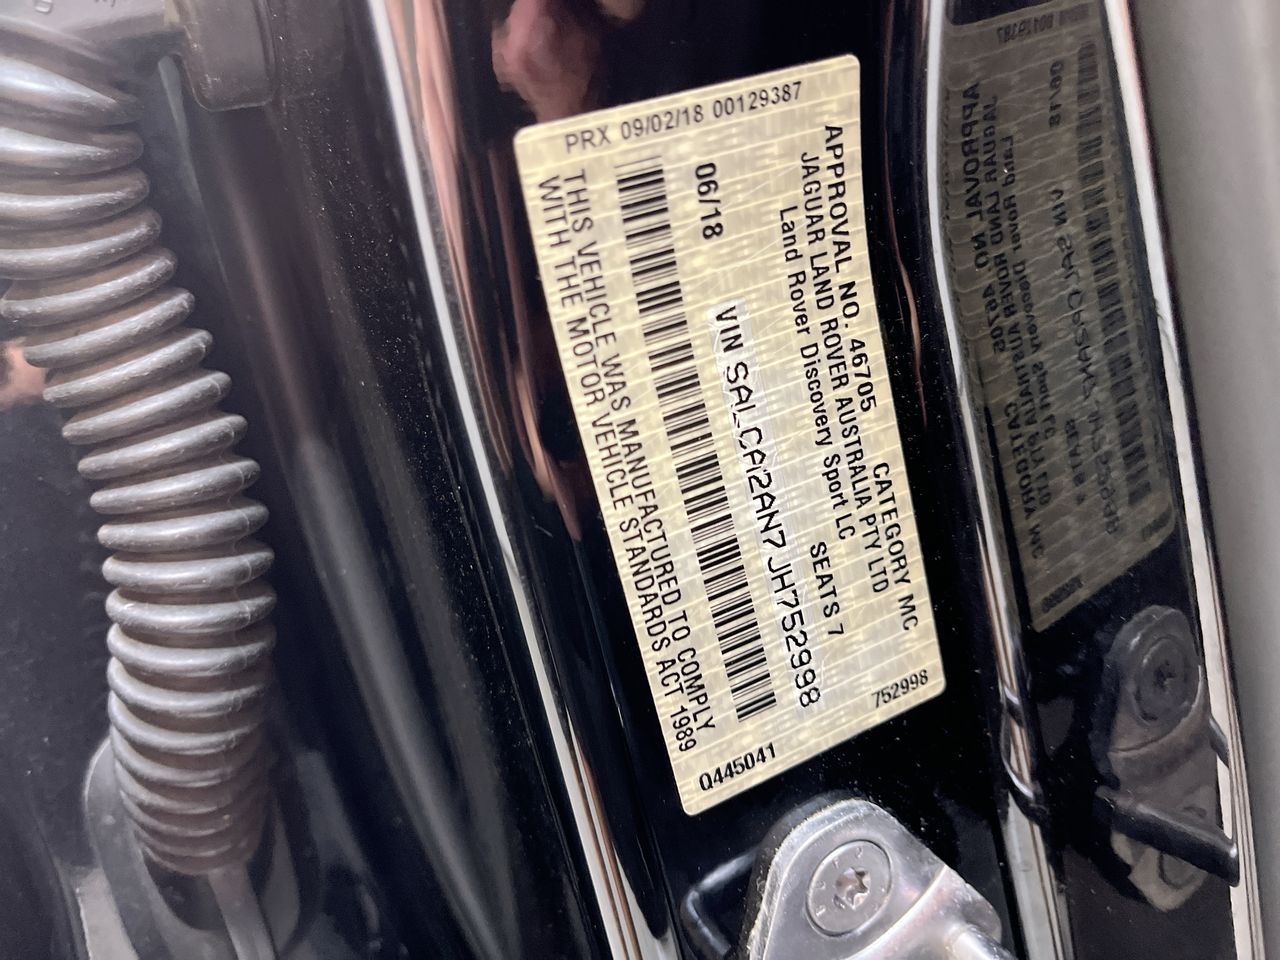 PRX 09/02/18 00129387
APPROVAL NO. 46705 CATEGORY MC
JAGUAR LAND ROVER AUSTRALIA PTY LTD
Land Rover Discovery Sport LC
06/18 SEATS 7
VIN SALCA2AN7JH752998
THIS VEHICLE WAS MANUFACTURED TO COMPLY
WITH THE MOTOR VEHICLE STANDARDS ACT 1989
752998
Q445041